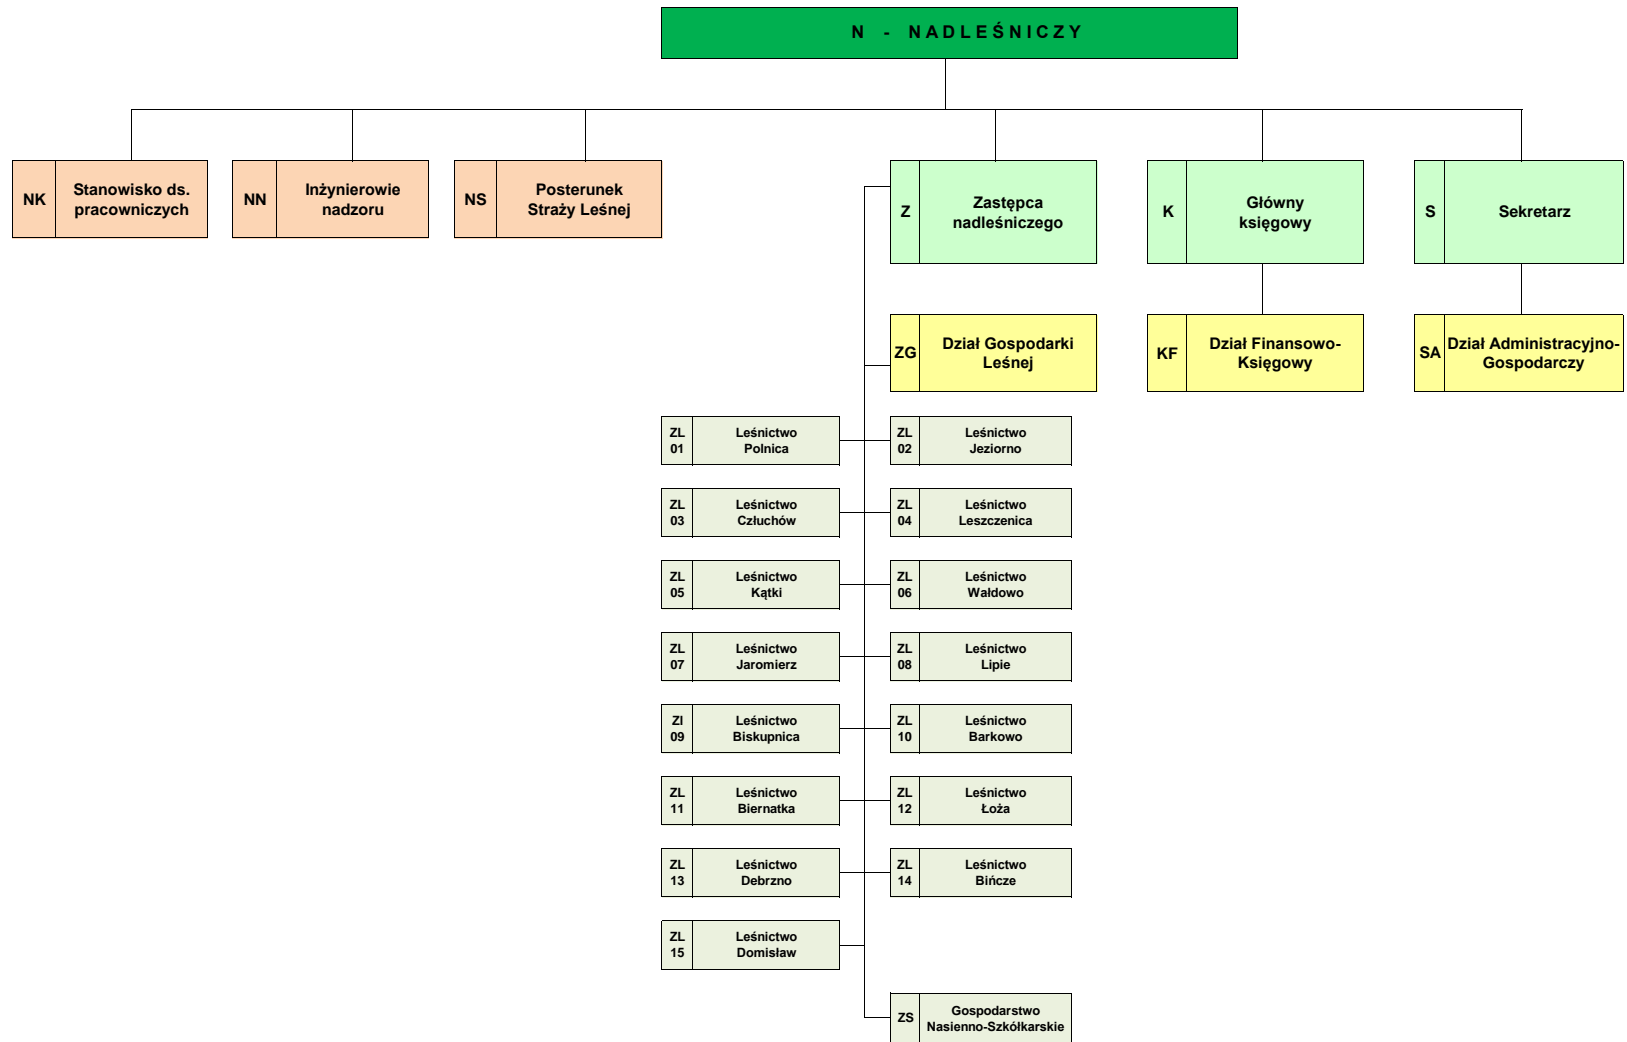 N - NADLEŚNICZY
NK
Stanowisko ds.
pracowniczych
NN
Inżynierowie
nadzoru
NS
Posterunek
Straży Leśnej
Z
Zastępca
nadleśniczego
K
Główny
księgowy
S
Sekretarz
ZG
Dział Gospodarki
Leśnej
KF
Dział Finansowo-
Księgowy
SA
Dział Administracyjno-
Gospodarczy
ZL
01
Leśnictwo
Polnica
ZL
02
Leśnictwo
Jeziorno
ZL
03
Leśnictwo
Człuchów
ZL
04
Leśnictwo
Leszczenica
ZL
05
Leśnictwo
Kątki
ZL
06
Leśnictwo
Wałdowo
ZL
07
Leśnictwo
Jaromierz
ZL
08
Leśnictwo
Lipie
Zl
09
Leśnictwo
Biskupnica
ZL
10
Leśnictwo
Barkowo
ZL
11
Leśnictwo
Biernatka
ZL
12
Leśnictwo
Łoża
ZL
13
Leśnictwo
Debrzno
ZL
14
Leśnictwo
Bińcze
ZL
15
Leśnictwo
Domisław
ZS
Gospodarstwo
Nasienno-Szkółkarskie